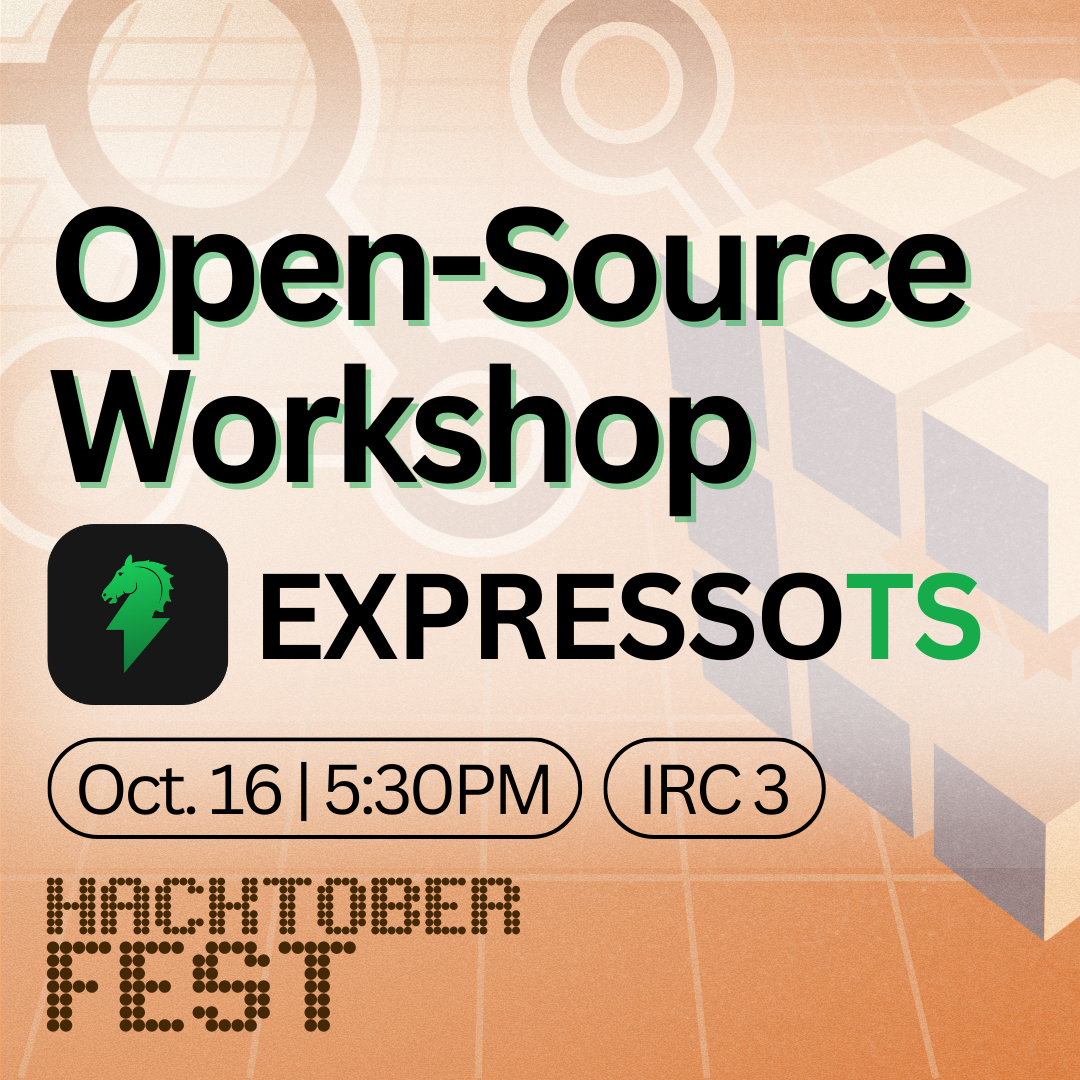 Open-Source
Workshop
EXPRESSOTS
Oct. 16 | 5:30PM
IRC 3
HACKTOBER
FEST